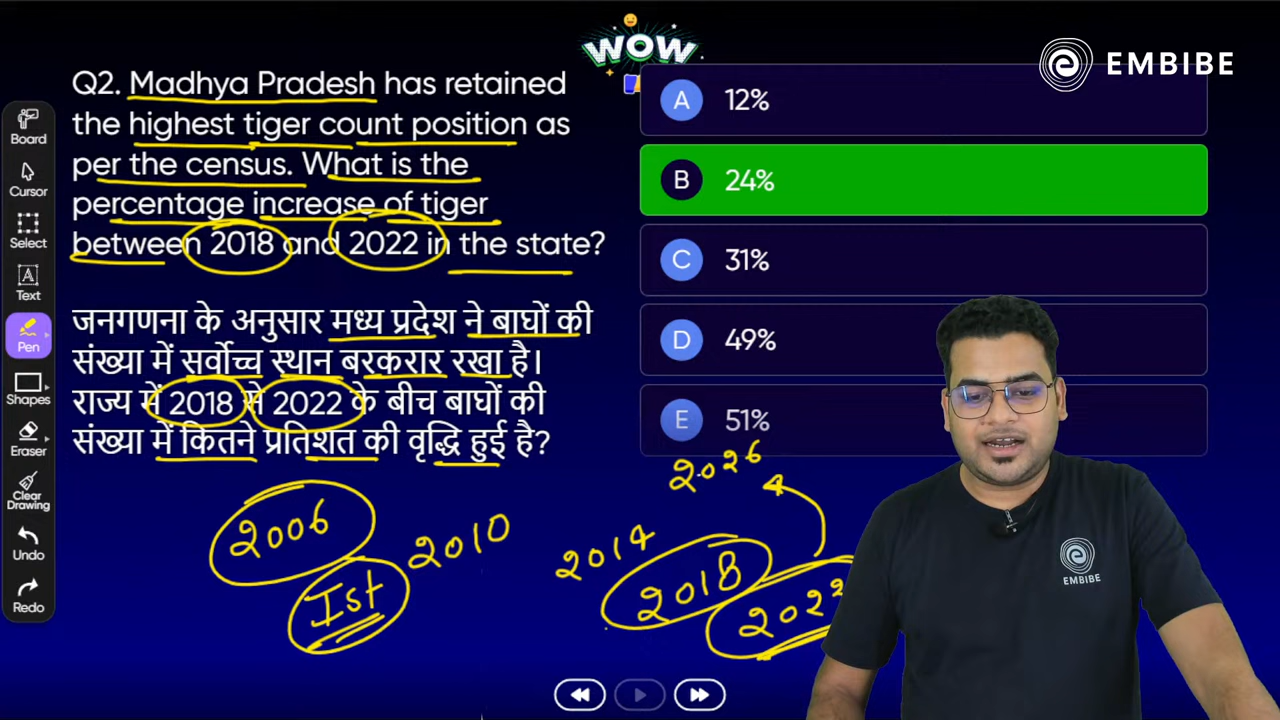 WOW
EMBIBE
Q2. Madhya Pradesh has retained
the highest tiger count position as
per the census. What is the
percentage increase of tiger
between 2018 and 2022 in the state?
जनगणना के अनुसार मध्य प्रदेश ने बाघों की
संख्या में सर्वोच्च स्थान बरकरार रखा है।
राज्य में 2018 से 2022 के बीच बाघों की
संख्या में कितने प्रतिशत की वृद्धि हुई है?
A 12%
B 24%
C 31%
D 49%
E 51%
Board
Cursor
Select
Text
Pen
Shapes
Eraser
Clear
Drawing
Undo
Redo
2006
Ist
2010
2014
2018
2022
2026
EMBIBE